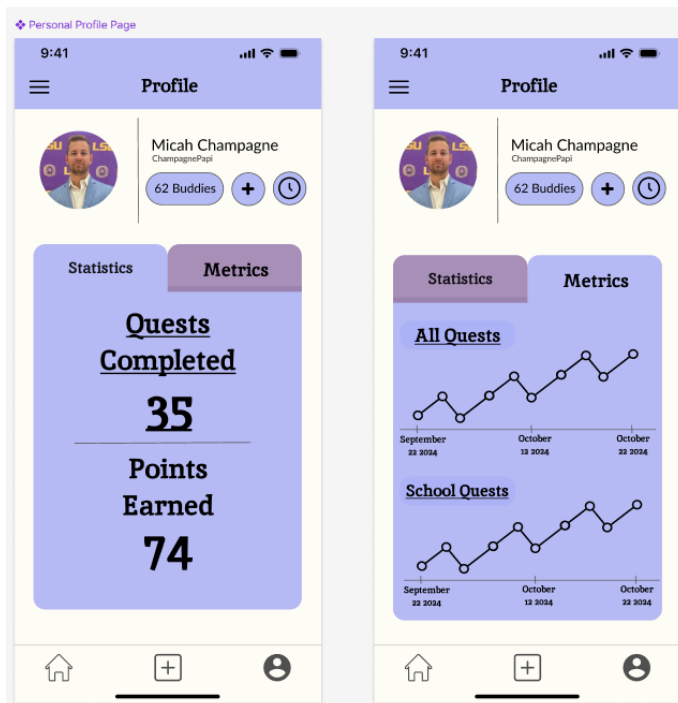 Personal Profile Page
9:41
Profile
Micah Champagne
ChampagnePapi
62 Buddies
Statistics
Metrics
Quests
Completed
35
Points
Earned
74
9:41
Profile
Micah Champagne
ChampagnePapi
62 Buddies
Statistics
Metrics
All Quests
September
22 2024
October
12 2024
October
22 2024
School Quests
September
22 2024
October
12 2024
October
22 2024